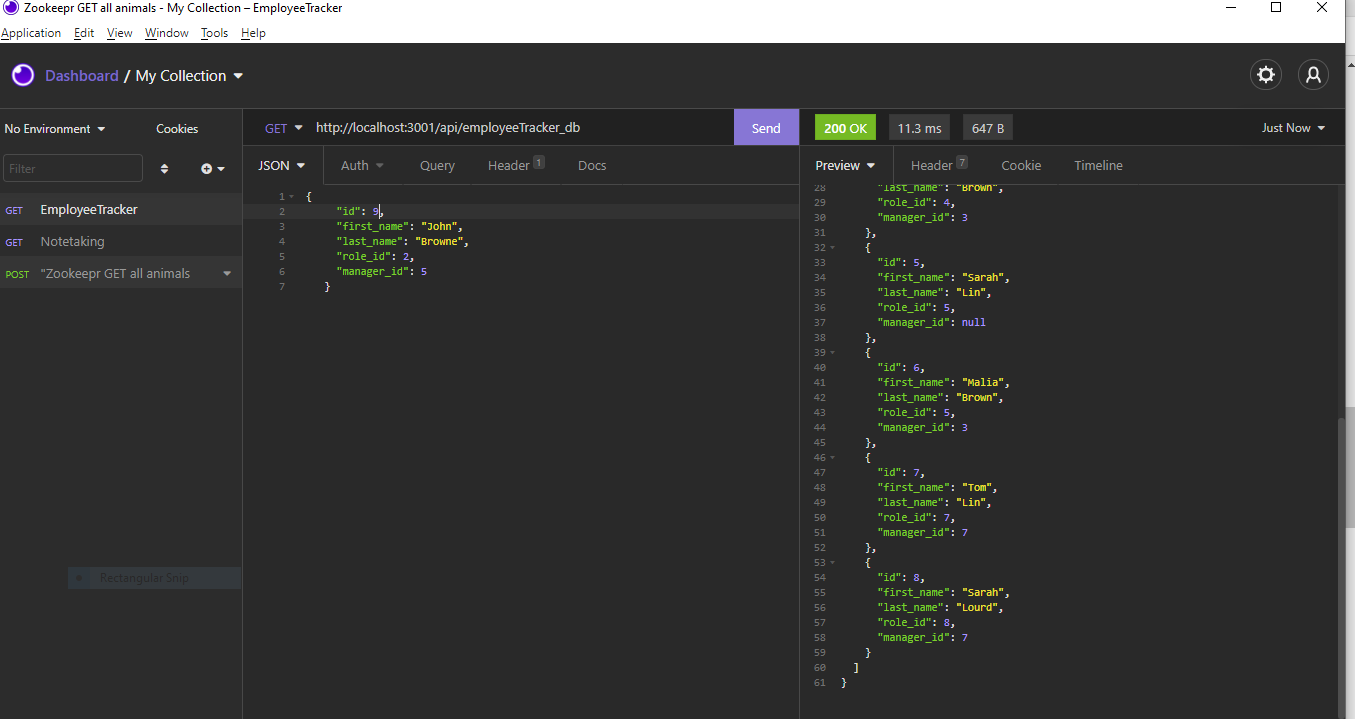 Zookeepr GET all animals - My Collection – EmployeeTracker
Application Edit View Window Tools Help
Dashboard / My Collection
No Environment Cookies
Filter
GET EmployeeTracker
GET Notetaking
POST "Zookeepr GET all animals
Rectangular Snip
GET http://localhost:3001/api/employeeTracker_db Send
JSON Auth Query Header 1 Docs
1 {
2 "id": 9,
3 "first_name": "John",
4 "last_name": "Browne",
5 "role_id": 2,
6 "manager_id": 5
7 }
200 OK 11.3 ms 647 B Just Now
Preview Header 7 Cookie Timeline
28 "last_name": "Brown",
29 "role_id": 4,
30 "manager_id": 3
31 },
32 {
33 "id": 5,
34 "first_name": "Sarah",
35 "last_name": "Lin",
36 "role_id": 5,
37 "manager_id": null
38 },
39 {
40 "id": 6,
41 "first_name": "Malia",
42 "last_name": "Brown",
43 "role_id": 5,
44 "manager_id": 3
45 },
46 {
47 "id": 7,
48 "first_name": "Tom",
49 "last_name": "Lin",
50 "role_id": 7,
51 "manager_id": 7
52 },
53 {
54 "id": 8,
55 "first_name": "Sarah",
56 "last_name": "Lourd",
57 "role_id": 8,
58 "manager_id": 7
59 }
60 ]
61 }